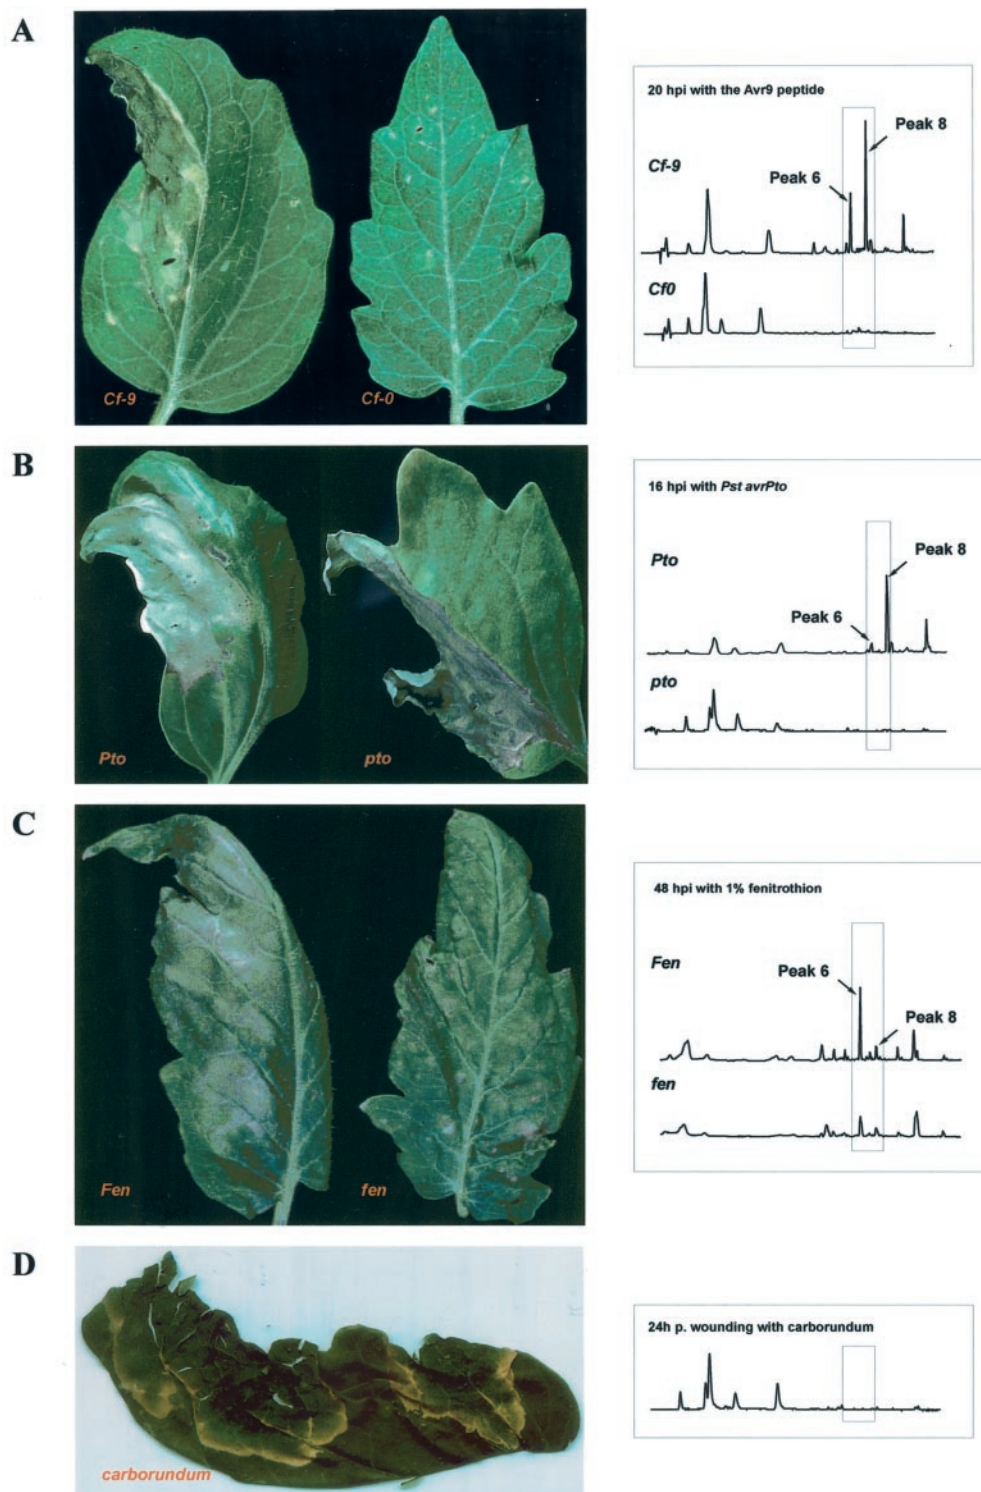 A
Cf-9
Cf-0
20 hpi with the Avr9 peptide
Peak 8
Peak 6
Cf-9
Cf0
B
Pto
pto
16 hpi with Pst avrPto
Pto
Peak 8
Peak 6
pto
C
Fen
fen
48 hpi with 1% fenitrothion
Fen
Peak 6
Peak 8
fen
D
carborundum
24h p. wounding with carborundum